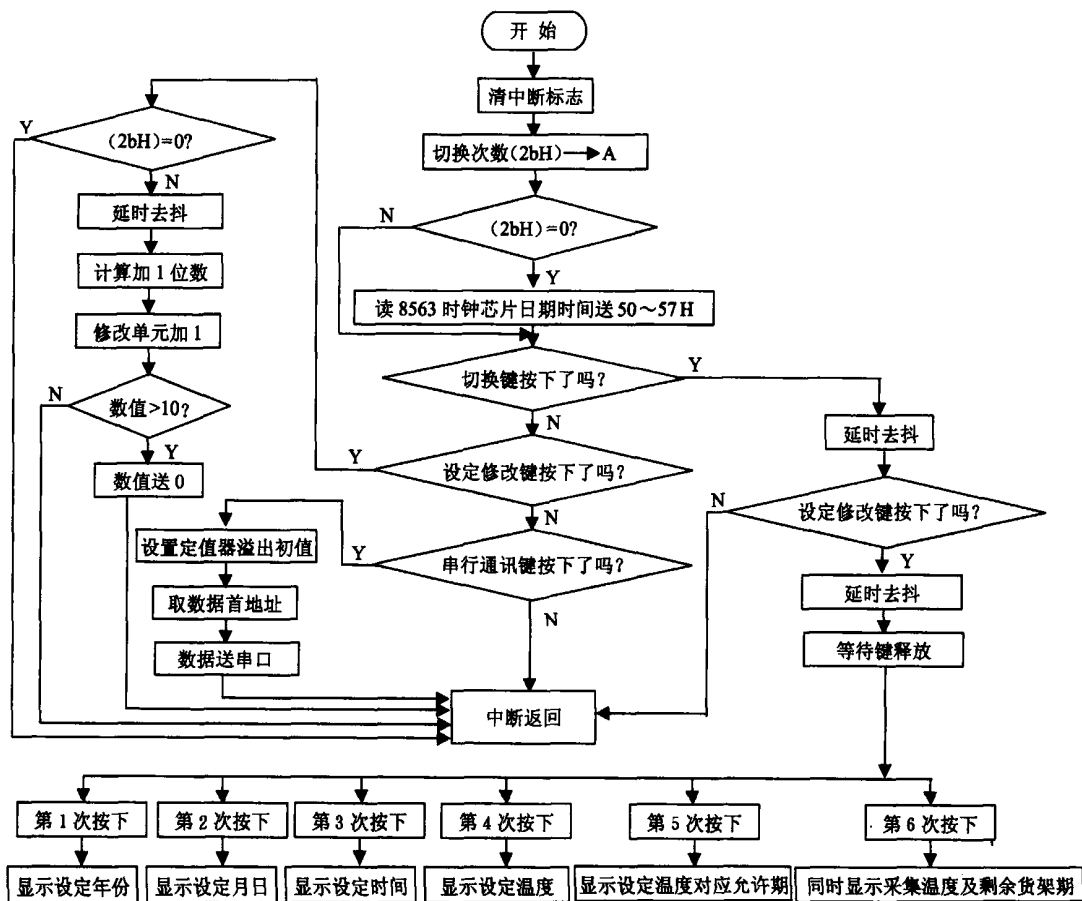 开 始
清中断标志
切换次数(2bH)→A
(2bH)=0?
N
Y
读 8563 时钟芯片日期时间送 50～57H
切换键按下了吗?
Y
N
设定修改键按下了吗?
Y
N
串行通讯键按下了吗?
Y
N
中断返回
(2bH)=0?
Y
N
延时去抖
计算加 1 位数
修改单元加 1
数值>10?
N
Y
数值送 0
设置定值器溢出初值
取数据首地址
数据送串口
延时去抖
设定修改键按下了吗?
N
Y
延时去抖
等待键释放
第 1 次按下
第 2 次按下
第 3 次按下
第 4 次按下
第 5 次按下
第 6 次按下
显示设定年份
显示设定月日
显示设定时间
显示设定温度
显示设定温度对应允许期
同时显示采集温度及剩余货架期